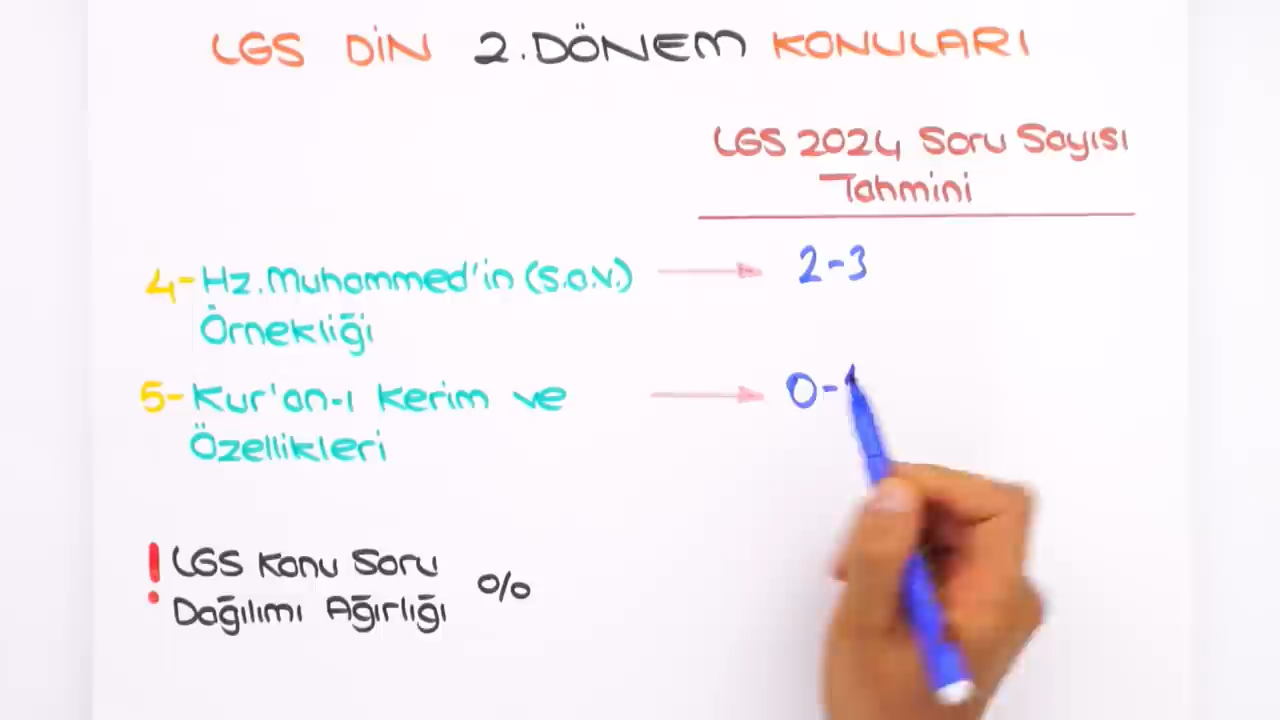 LGS DİN 2.DÖNEM KONULARI
LGS 2024 Soru Sayısı
Tahmini
4- Hz.Muhammed'in (s.a.v.) → 2-3
Örnekliği
5- Kur'an-ı Kerim ve → 0-
Özellikleri
! LGS Konu Soru
Dağılımı Ağırlığı %